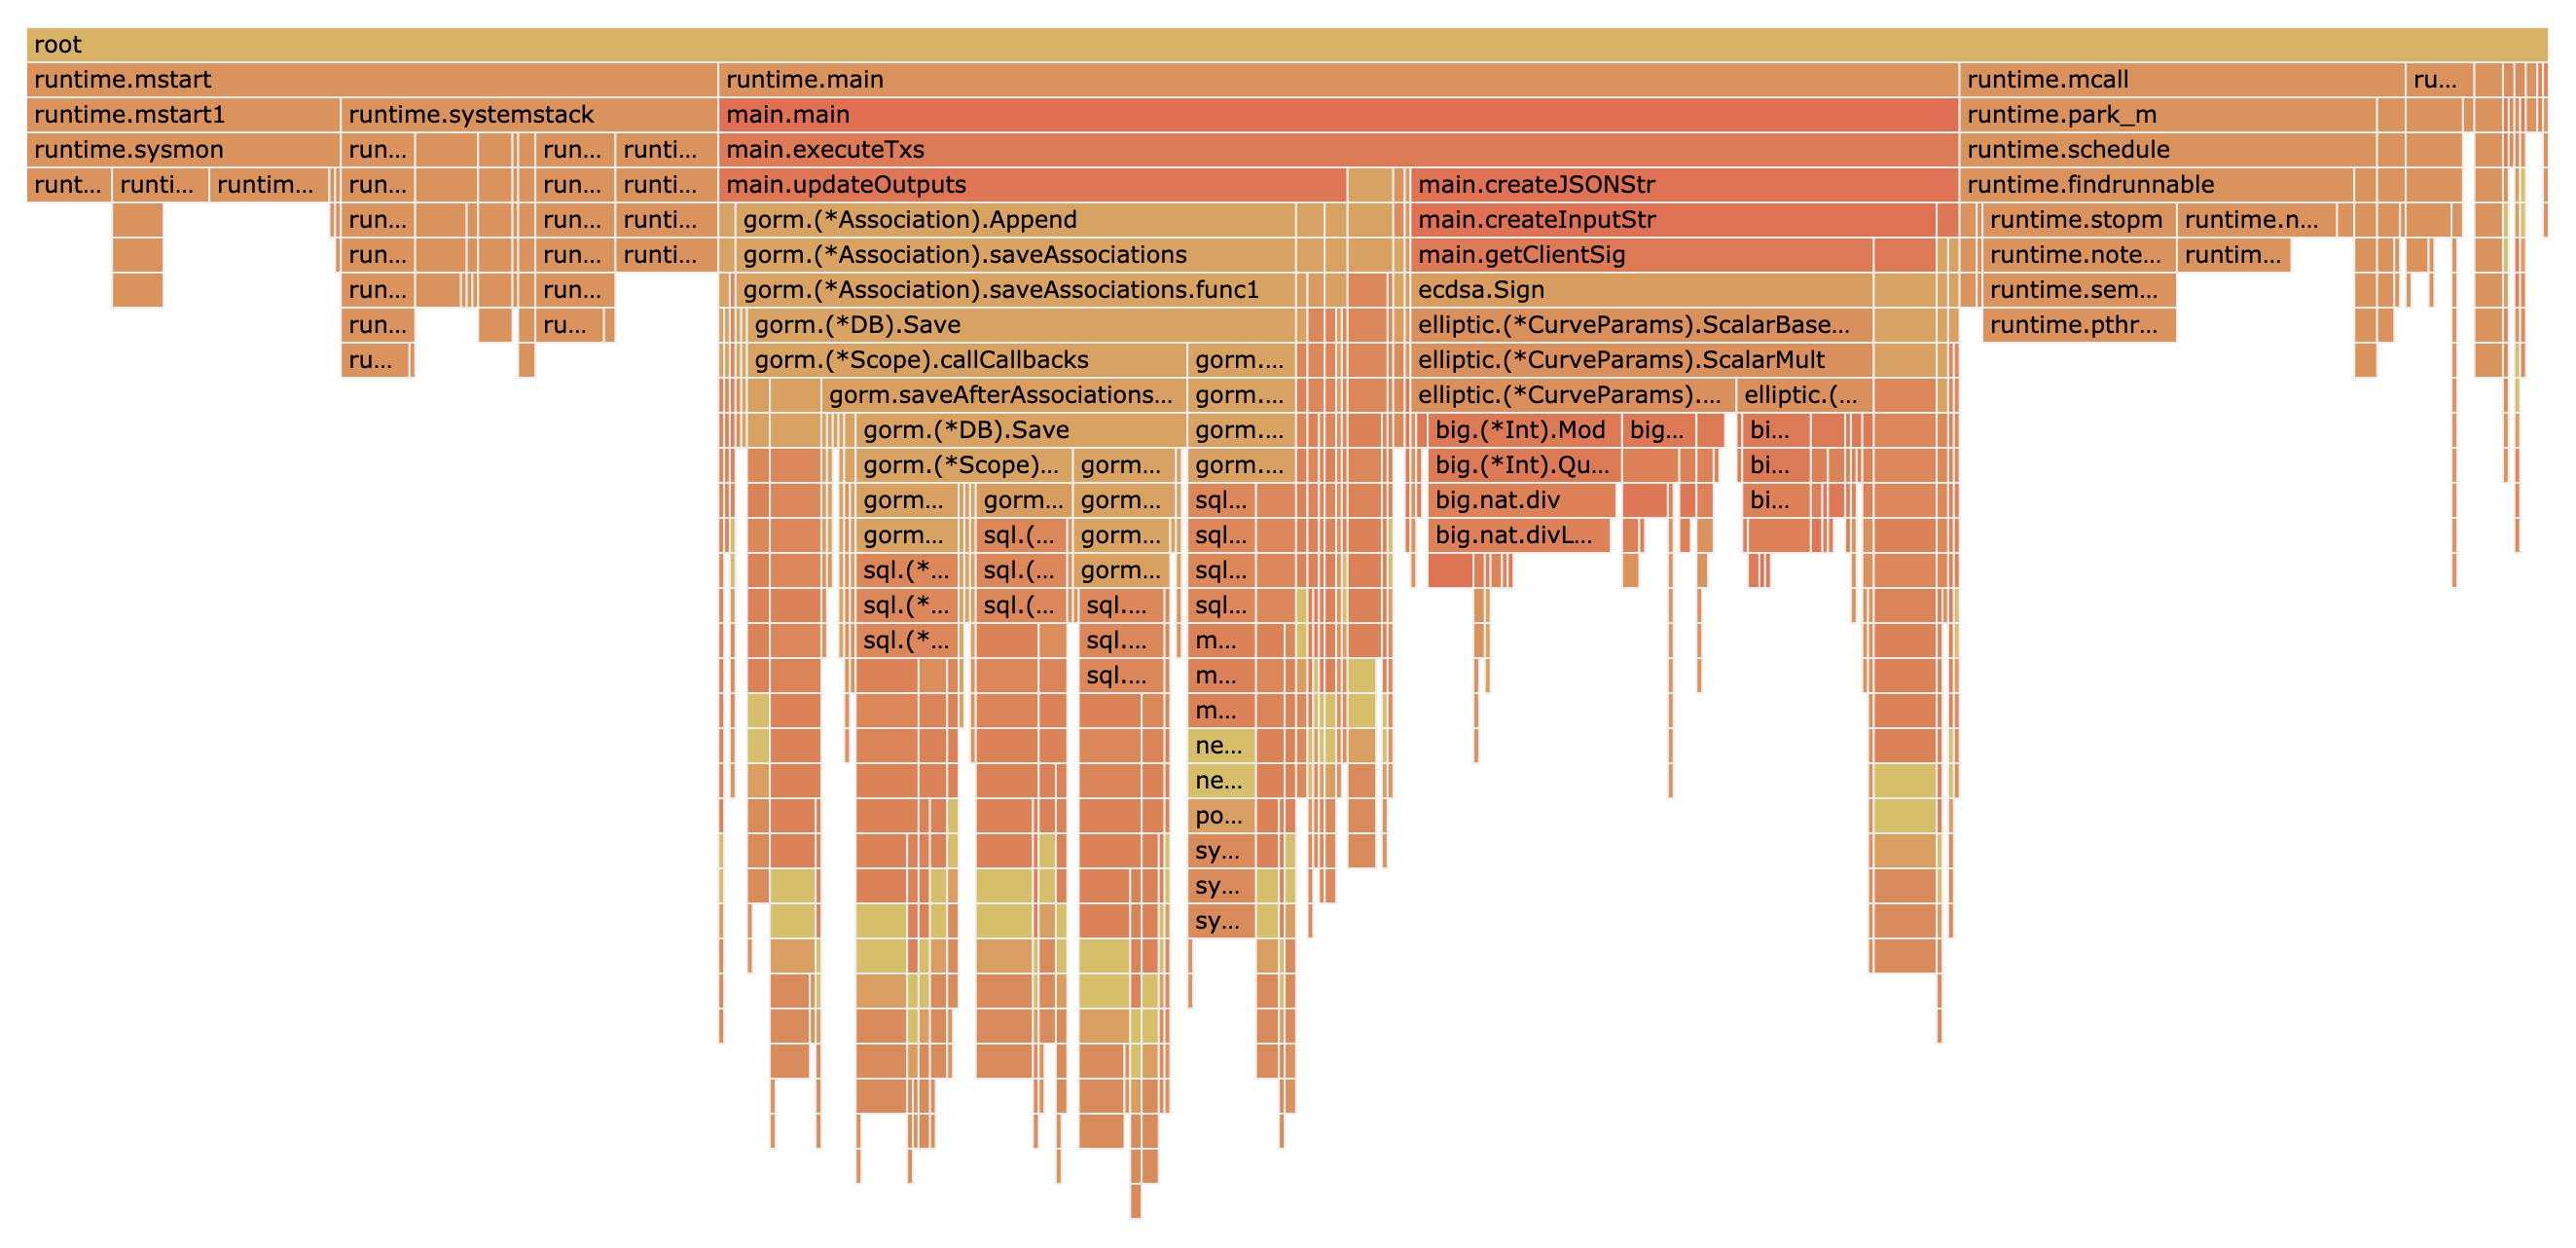 root
runtime.mstart runtime.main runtime.mcall ru...
runtime.mstart1 runtime.systemstack main.main runtime.park_m
runtime.sysmon run... run... runti... main.executeTxs runtime.schedule
runt... runti... runtim... run... run... runti... main.updateOutputs main.createJSONStr runtime.findrunnable
run... run... runti... gorm.(*Association).Append main.createInputStr runtime.stopm runtime.n...
run... run... runti... gorm.(*Association).saveAssociations main.getClientSig runtime.note... runtim...
run... run... gorm.(*Association).saveAssociations.func1 ecdsa.Sign runtime.sem...
run... ru... gorm.(*DB).Save elliptic.(*CurveParams).ScalarBase... runtime.pthr...
ru... gorm.(*Scope).callCallbacks gorm.... elliptic.(*CurveParams).ScalarMult
gorm.saveAfterAssociations... gorm.... elliptic.(*CurveParams).... elliptic.(...
gorm.(*DB).Save gorm.... big.(*Int).Mod big... bi...
gorm.(*Scope)... gorm... gorm.... big.(*Int).Qu... bi...
gorm... gorm... gorm... sql... big.nat.div bi...
gorm... sql.(... gorm... sql... big.nat.divL...
sql.(*... sql.(... gorm... sql...
sql.(*... sql.(... sql.... sql...
sql.(*... sql.... m...
sql.... m...
m...
ne...
ne...
po...
sy...
sy...
sy...